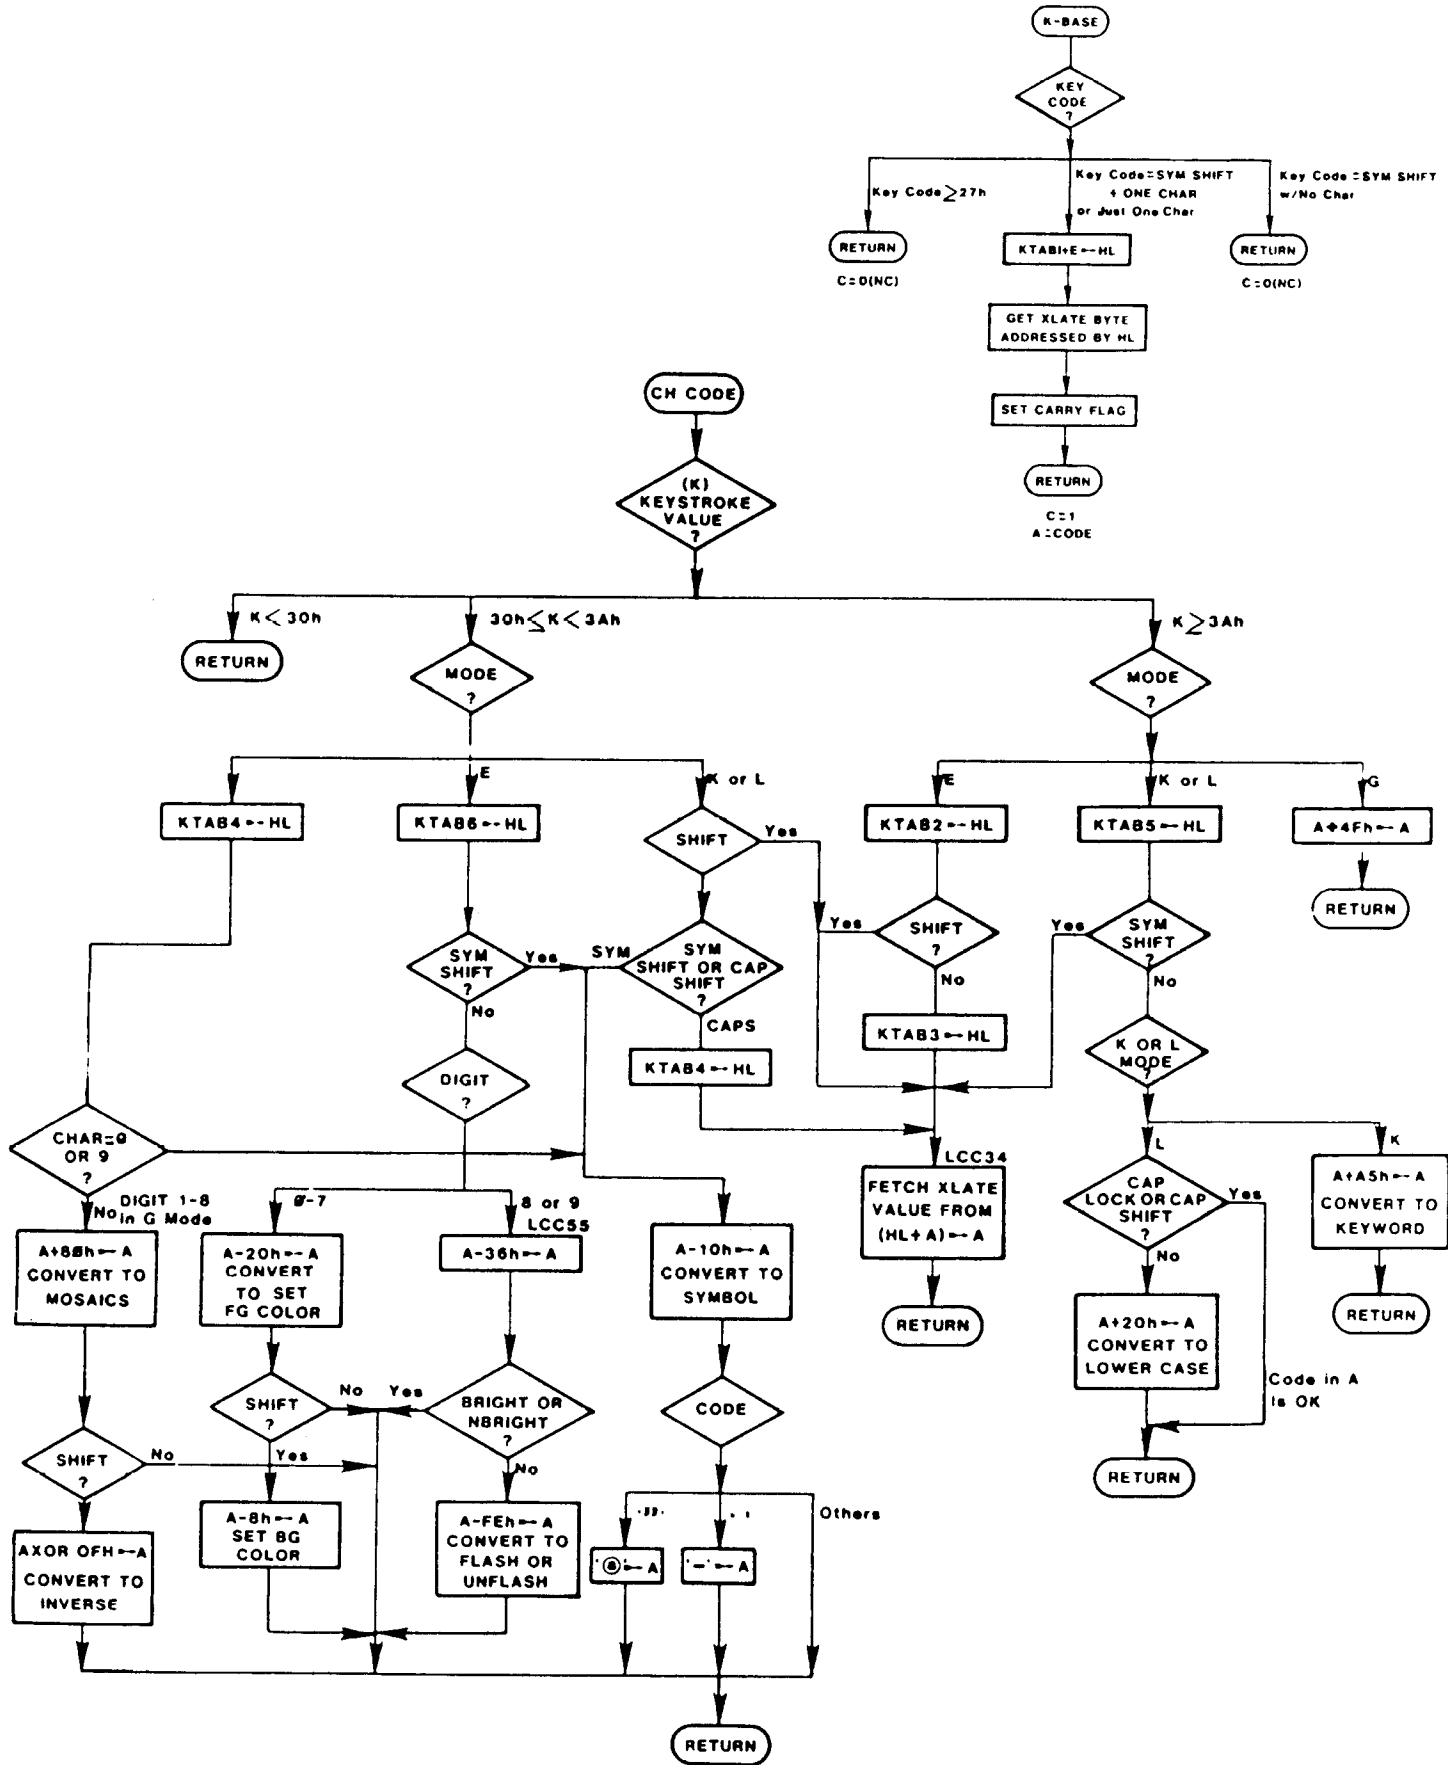 K-BASE
KEY
CODE
?
Key Code ≥ 27h
Key Code = SYM SHIFT
+ ONE CHAR
or Just One Char
Key Code = SYM SHIFT
w/No Char
RETURN
C=0(NC)
KTAB1+E ← HL
RETURN
C=0(NC)
GET XLATE BYTE
ADDRESSED BY HL
SET CARRY FLAG
RETURN
C=1
A=CODE
CH CODE
(K)
KEYSTROKE
VALUE
?
K < 30h
30h ≤ K < 3Ah
K ≥ 3Ah
RETURN
MODE
?
MODE
?
E
K or L
E
K or L
G
KTAB4 ← HL
KTAB6 ← HL
SHIFT
Yes
KTAB2 ← HL
KTAB5 ← HL
A+4Fh ← A
RETURN
SYM
SHIFT
?
Yes
No
SYM
SYM
SHIFT OR CAP
SHIFT
?
CAPS
Yes
SHIFT
?
No
Yes
SYM
SHIFT
?
No
DIGIT
?
KTAB4 ← HL
KTAB3 ← HL
K OR L
MODE
?
CHAR=0
OR 9
?
No
DIGIT 1-8
in G Mode
0-7
8 or 9
LCC55
LCC34
L
K
A+80h ← A
CONVERT TO
MOSAICS
A-20h ← A
CONVERT
TO SET
FG COLOR
A-36h ← A
A-10h ← A
CONVERT TO
SYMBOL
FETCH XLATE
VALUE FROM
(HL+A) ← A
RETURN
CAP
LOCK OR CAP
SHIFT
?
Yes
No
A+A5h ← A
CONVERT TO
KEYWORD
RETURN
A+20h ← A
CONVERT TO
LOWER CASE
Code in A
is OK
RETURN
SHIFT
?
No
Yes
SHIFT
?
No
Yes
BRIGHT OR
NBRIGHT
?
No
CODE
Others
AXOR 0FH ← A
CONVERT TO
INVERSE
A-8h ← A
SET BG
COLOR
A-FEh ← A
CONVERT TO
FLASH OR
UNFLASH
'-' ← A
RETURN